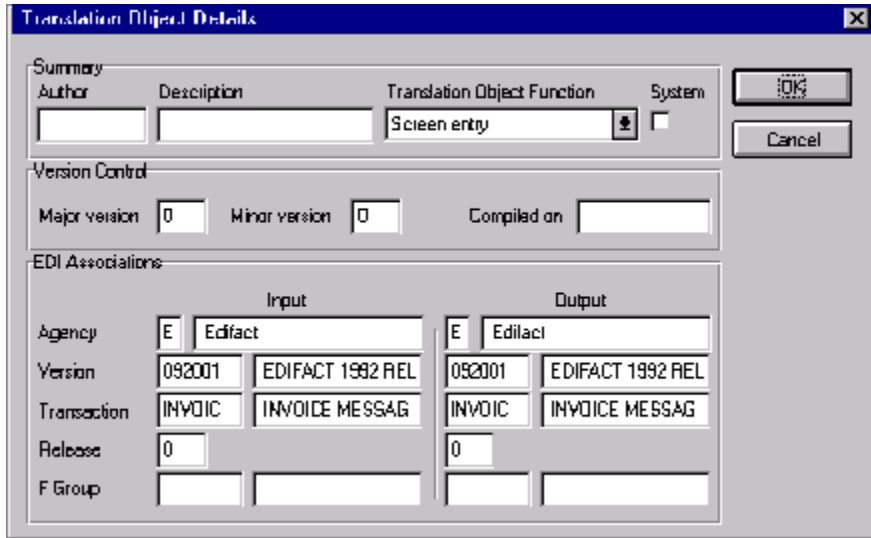 Translation Object Details
Summary
Author Description Translation Object Function System
Screen entry
OK
Cancel
Version Control
Major version 0 Minor version 0 Compiled on
EDI Associations
Input Output
Agency E Edifact E Edifact
Version 092001 EDIFACT 1992 REL 092001 EDIFACT 1992 REL
Transaction INVOIC INVOICE MESSAG INVOIC INVOICE MESSAG
Release 0 0
F Group